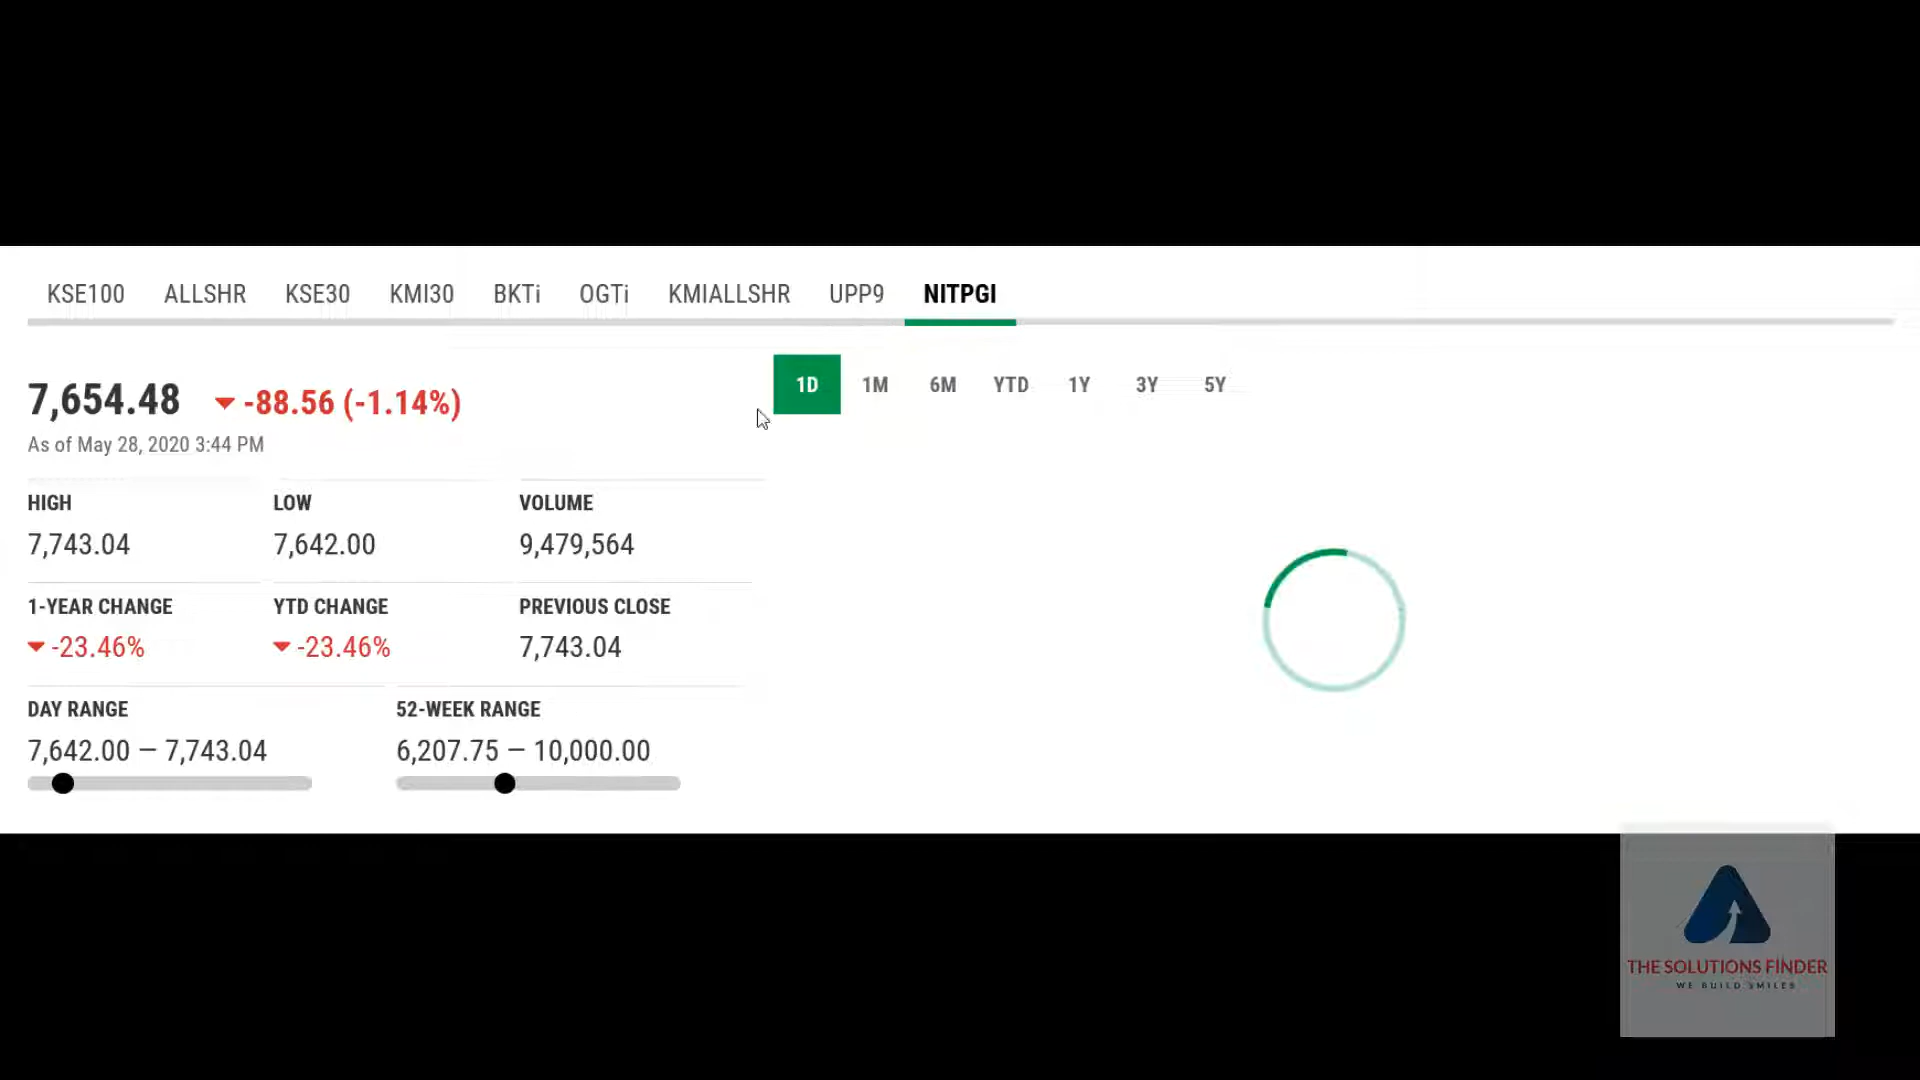 KSE100 ALLSHR KSE30 KMI30 BKTi OGTi KMIALLSHR UPP9 NITPGI
7,654.48 -88.56 (-1.14%)
As of May 28, 2020 3:44 PM
1D 1M 6M YTD 1Y 3Y 5Y
HIGH LOW VOLUME
7,743.04 7,642.00 9,479,564
1-YEAR CHANGE YTD CHANGE PREVIOUS CLOSE
-23.46% -23.46% 7,743.04
DAY RANGE 52-WEEK RANGE
7,642.00 — 7,743.04 6,207.75 — 10,000.00
THE SOLUTIONS FINDER
WE BUILD SMILES